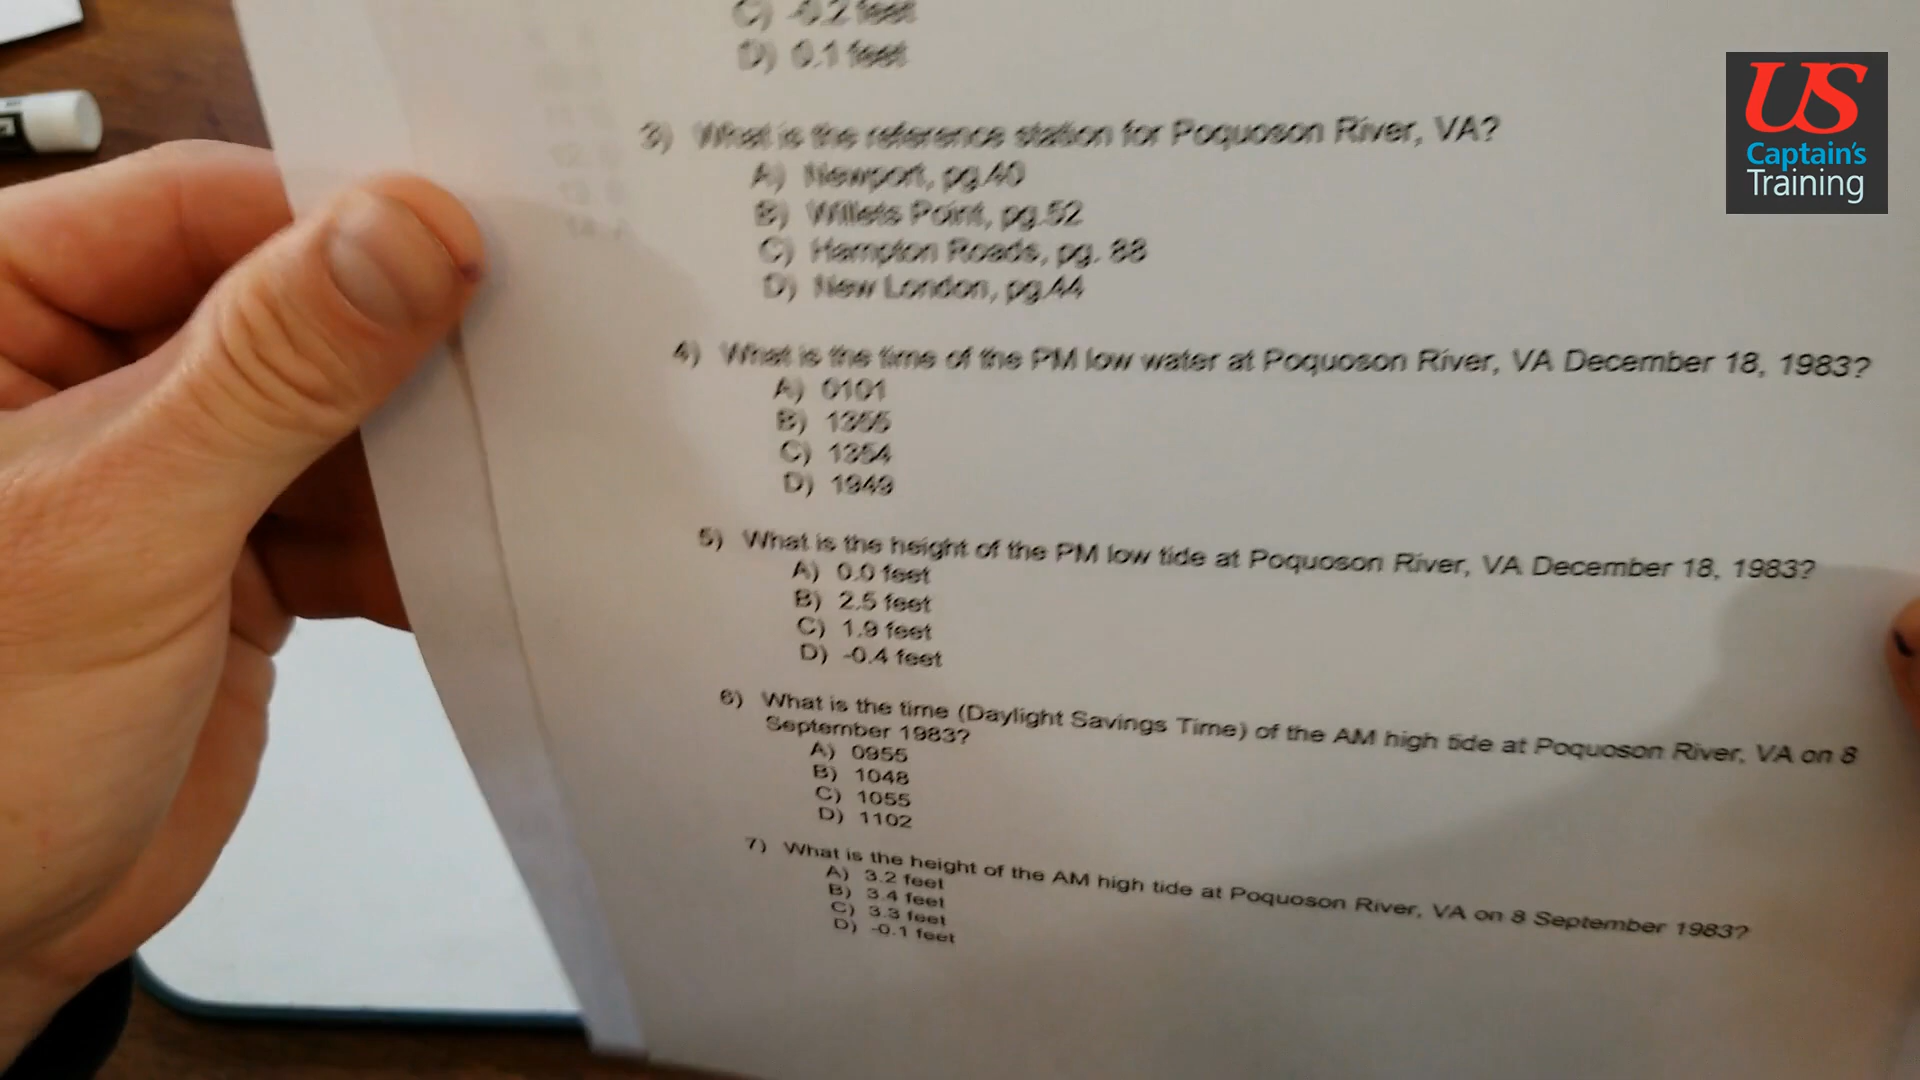 C) -0.2 feet
D) 0.1 feet
3) What is the reference station for Poquoson River, VA?
A) Newport, pg.40
B) Willets Point, pg.52
C) Hampton Roads, pg. 88
D) New London, pg.44
4) What is the time of the PM low water at Poquoson River, VA December 18, 1983?
A) 0101
B) 1355
C) 1354
D) 1949
5) What is the height of the PM low tide at Poquoson River, VA December 18, 1983?
A) 0.0 feet
B) 2.5 feet
C) 1.9 feet
D) -0.4 feet
6) What is the time (Daylight Savings Time) of the AM high tide at Poquoson River, VA on 8
September 1983?
A) 0955
B) 1048
C) 1055
D) 1102
7) What is the height of the AM high tide at Poquoson River, VA on 8 September 1983?
A) 3.2 feet
B) 3.4 feet
C) 3.3 feet
D) -0.1 feet
US
Captain's
Training